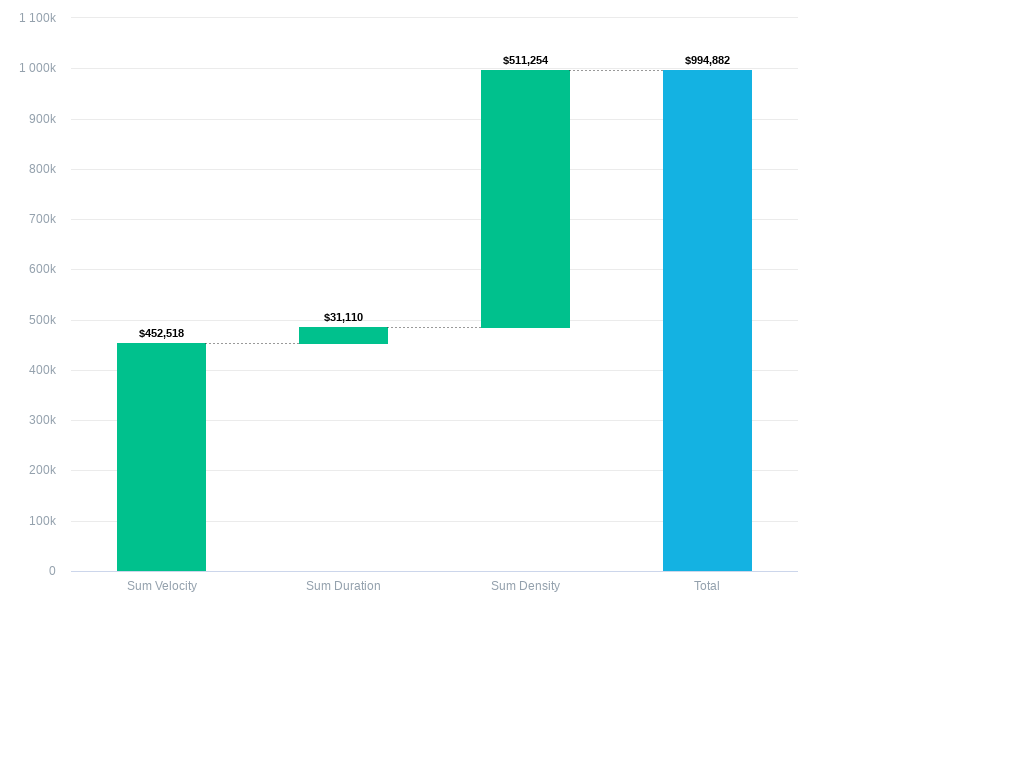 1 100k
1 000k
900k
800k
700k
600k
500k
400k
300k
200k
100k
0
$452,518
$31,110
$511,254
$994,882
Sum Velocity
Sum Duration
Sum Density
Total